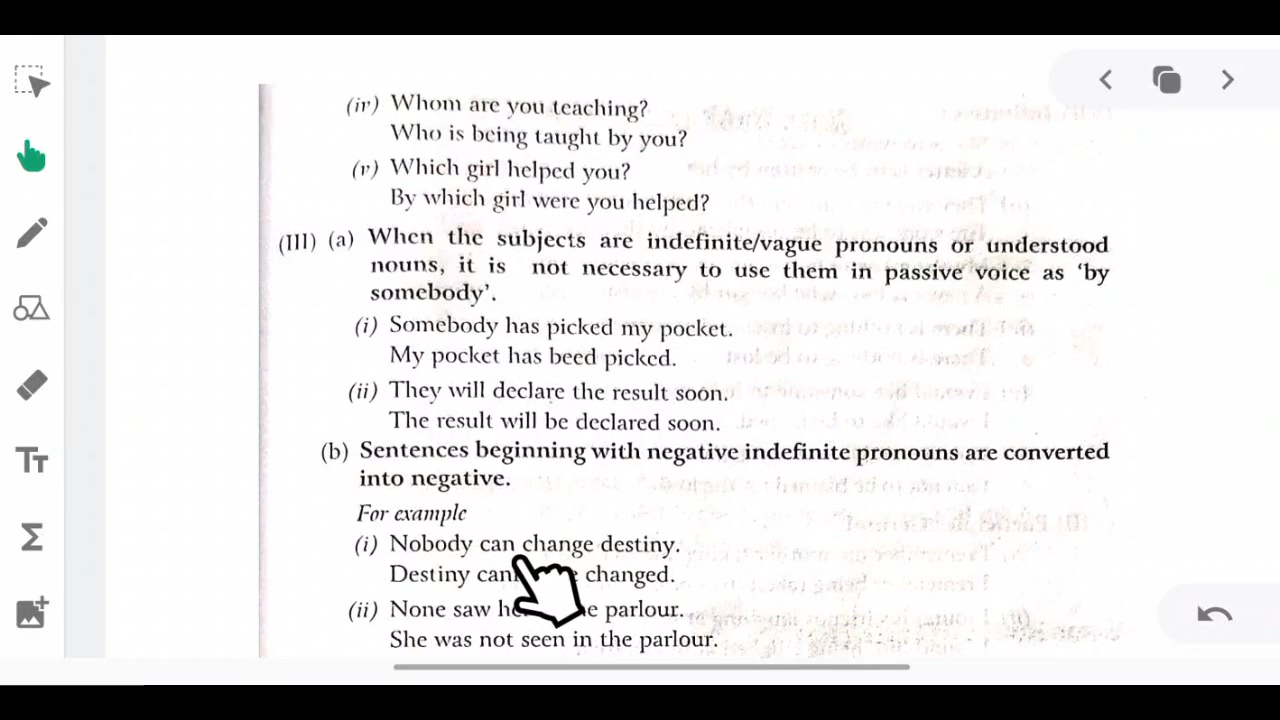 (iv) Whom are you teaching?
Who is being taught by you?
(v) Which girl helped you?
By which girl were you helped?
(III) (a) When the subjects are indefinite/vague pronouns or understood
nouns, it is not necessary to use them in passive voice as ‘by
somebody’.
(i) Somebody has picked my pocket.
My pocket has beed picked.
(ii) They will declare the result soon.
The result will be declared soon.
(b) Sentences beginning with negative indefinite pronouns are converted
into negative.
For example
(i) Nobody can change destiny.
Destiny changed.
(ii) None saw parlour.
She was not seen in the parlour.
Tт
Σ